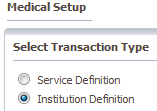 Medical Setup
Select Transaction Type
Service Definition
Institution Definition